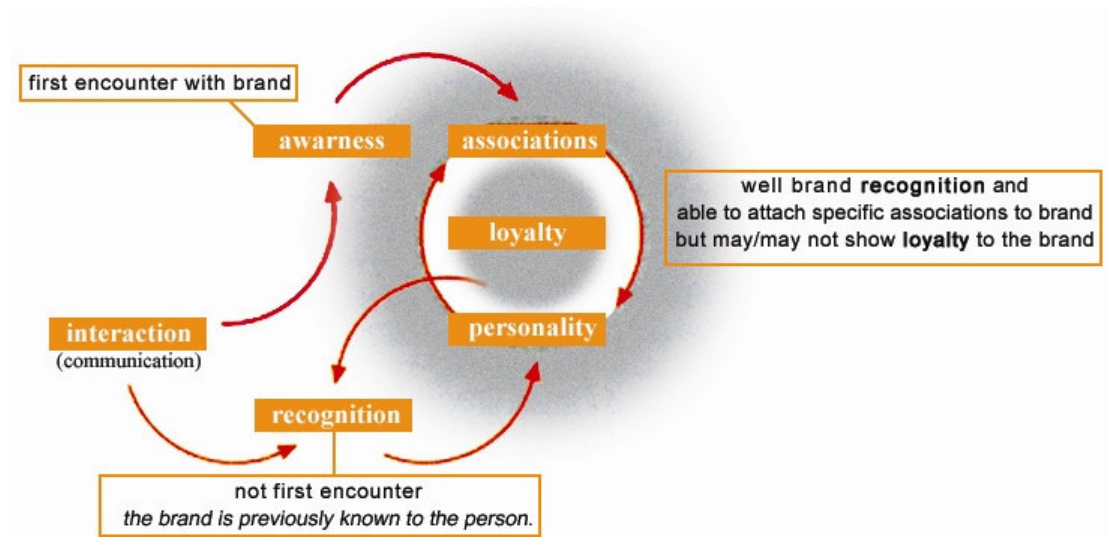 first encounter with brand
awarness
associations
well brand recognition and
able to attach specific associations to brand
but may/may not show loyalty to the brand
loyalty
interaction
(communication)
personality
recognition
not first encounter
the brand is previously known to the person.